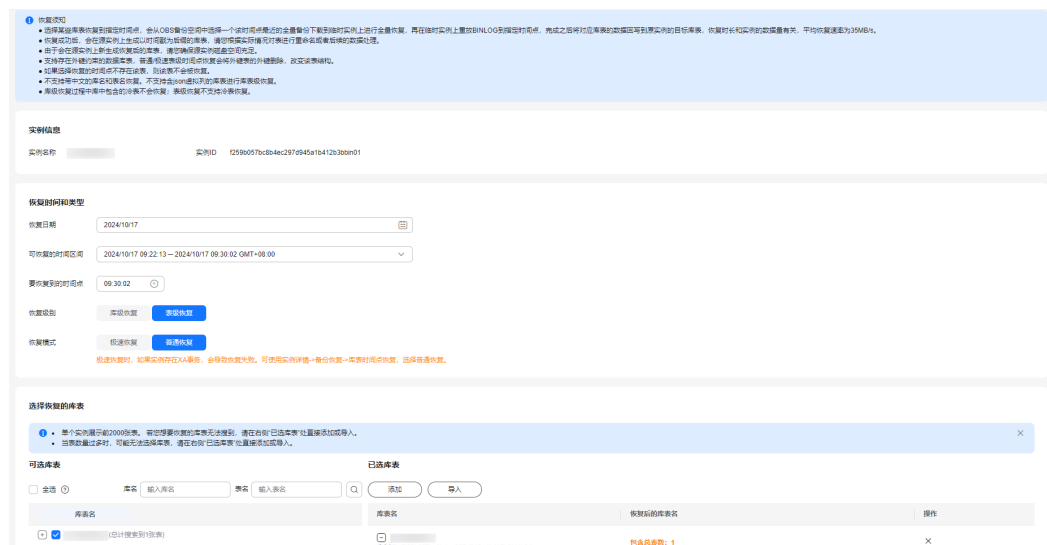 恢复须知
• 选择某些库表恢复到指定时间点，会从OBS备份空间中选择一个该时间点最近的全量备份下载到临时实例上进行全量恢复，再在临时实例上重放BINLOG到指定时间点，完成之后将对应库表的数据回写到原实例的目标库表，恢复时长和实例的数据量有关，平均恢复速率为35MB/s。
• 恢复成功后，会在源实例上生成以时间戳为后缀的库表，请您根据实际情况对表进行重命名或者后续的数据处理。
• 由于会在源实例上新生成恢复后的库表，请您确保源实例磁盘空间充足。
• 支持存在外键约束的数据库表，普通/极速表级时间点恢复会将外键表的外键删除，改变该表结构。
• 如果选择恢复的时间点不存在该表，则该表不会被恢复。
• 不支持带中文的库名和表名恢复。不支持含json虚拟列的库表进行库表级恢复。
• 库级恢复过程中库中包含的冷表不会恢复；表级恢复不支持冷表恢复。
实例信息
实例名称 实例ID f259b057bc8b4ec297d945a1b412b3bbin01
恢复时间和类型
恢复日期 2024/10/17
可恢复的时间区间 2024/10/17 09:22:13 — 2024/10/17 09:30:02 GMT+08:00
要恢复到的时间点 09:30:02
恢复级别 库级恢复 表级恢复
恢复模式 极速恢复 普通恢复
极速恢复时，如果实例存在XA事务，会导致恢复失败。可使用实例详情->备份恢复->库表时间点恢复，选择普通恢复。
选择恢复的库表
• 单个实例展示前2000张表。 若您想要恢复的库表无法搜到，请在右侧“已选库表”处直接添加或导入。
• 当表数量过多时，可能无法选择库表，请在右侧“已选库表”处直接添加或导入。
可选库表 已选库表
全选 库名 输入库名 表名 输入表名 添加 导入
库表名 库表名 恢复后的库表名 操作
(总计搜索到1张表) 包含总表数：1